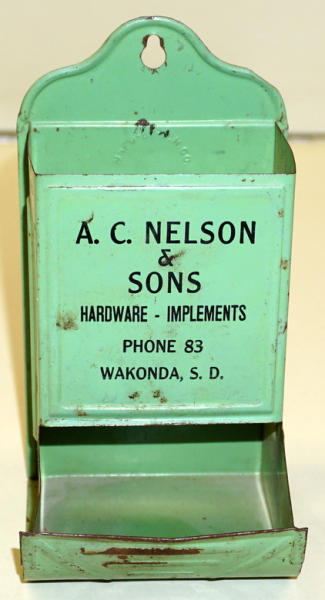 A. C. NELSON
&
SONS
HARDWARE - IMPLEMENTS
PHONE 83
WAKONDA, S. D.